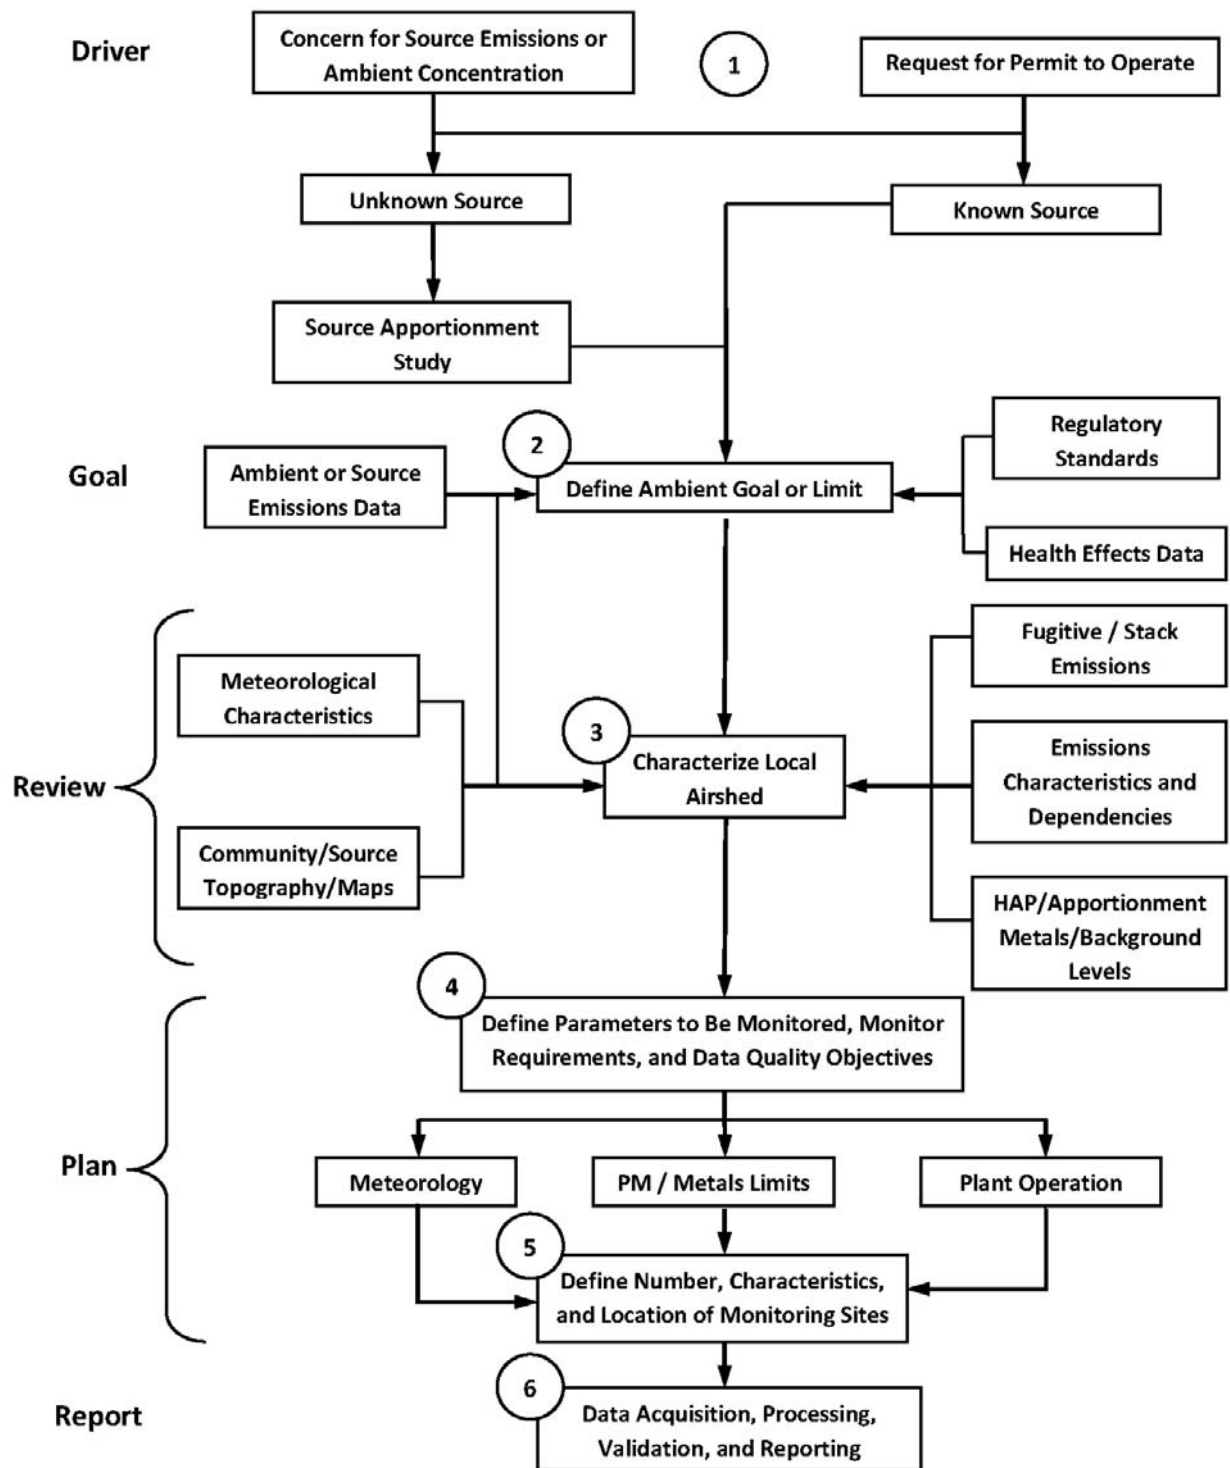 Driver
Concern for Source Emissions or
Ambient Concentration
1
Request for Permit to Operate
Unknown Source
Known Source
Source Apportionment
Study
Goal
Ambient or Source
Emissions Data
2
Define Ambient Goal or Limit
Regulatory
Standards
Health Effects Data
Review
Meteorological
Characteristics
Community/Source
Topography/Maps
3
Characterize Local
Airshed
Fugitive / Stack
Emissions
Emissions
Characteristics and
Dependencies
HAP/Apportionment
Metals/Background
Levels
Plan
4
Define Parameters to Be Monitored, Monitor
Requirements, and Data Quality Objectives
Meteorology
PM / Metals Limits
Plant Operation
5
Define Number, Characteristics,
and Location of Monitoring Sites
Report
6
Data Acquisition, Processing,
Validation, and Reporting